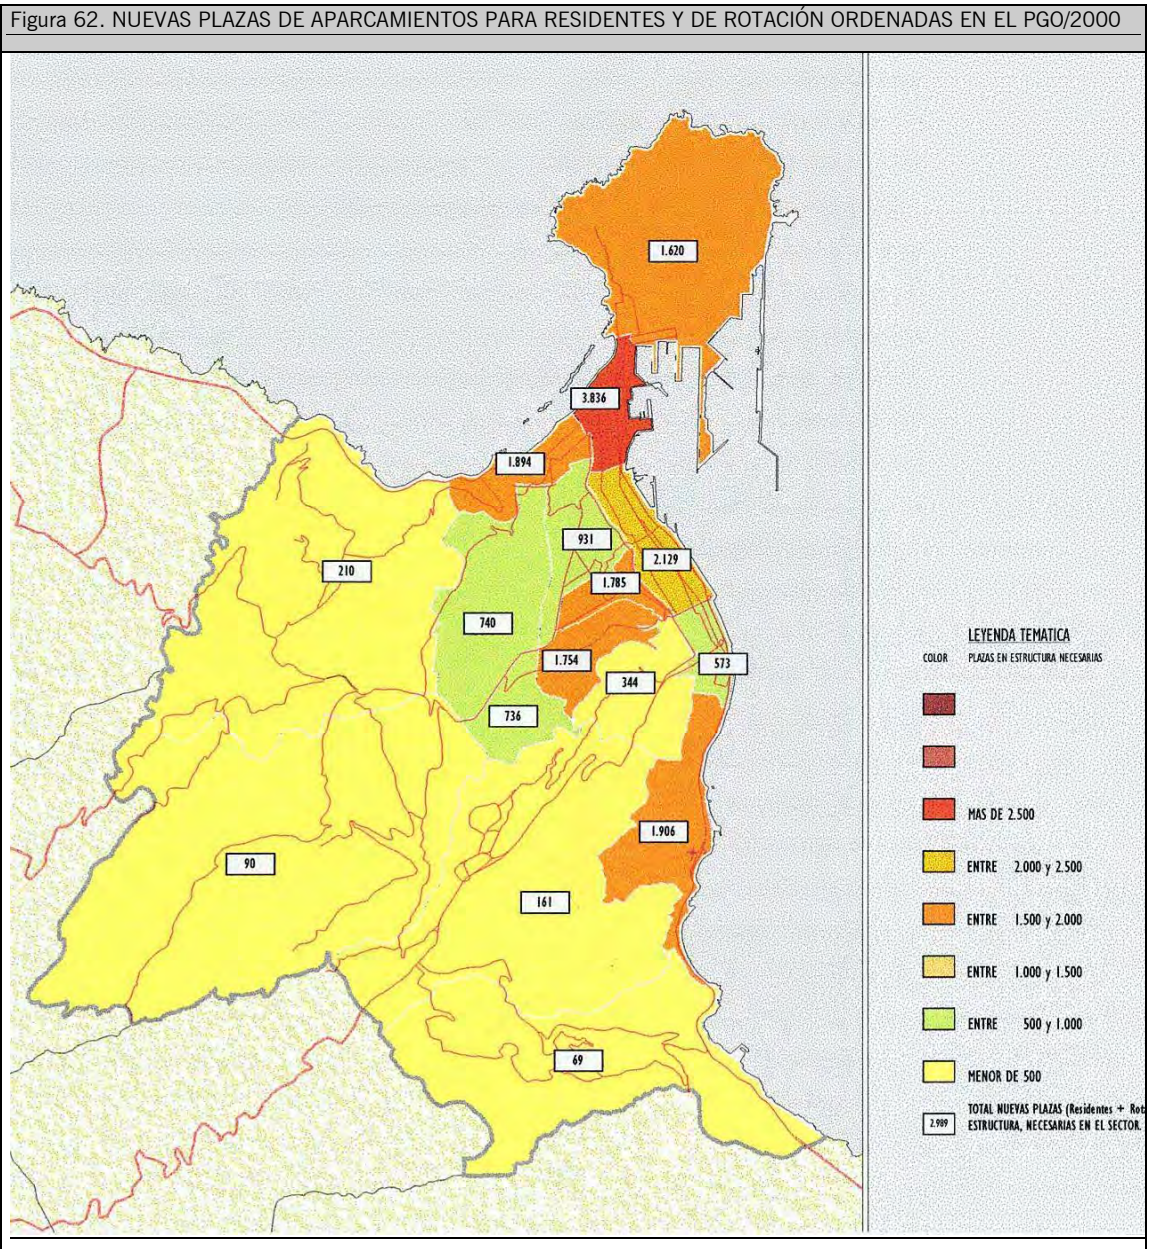 Figura 62. NUEVAS PLAZAS DE APARCAMIENTOS PARA RESIDENTES Y DE ROTACIÓN ORDENADAS EN EL PGO/2000
1.620
3.836
1.894
931
2.129
210
1.785
740
1.754
573
344
736
1.906
90
161
69
LEYENDA TEMATICA
COLOR PLAZAS EN ESTRUCTURA NECESARIAS
MAS DE 2.500
ENTRE 2.000 y 2.500
ENTRE 1.500 y 2.000
ENTRE 1.000 y 1.500
ENTRE 500 y 1.000
MENOR DE 500
2.989
TOTAL NUEVAS PLAZAS (Residentes + Rot
ESTRUCTURA, NECESARIAS EN EL SECTOR.